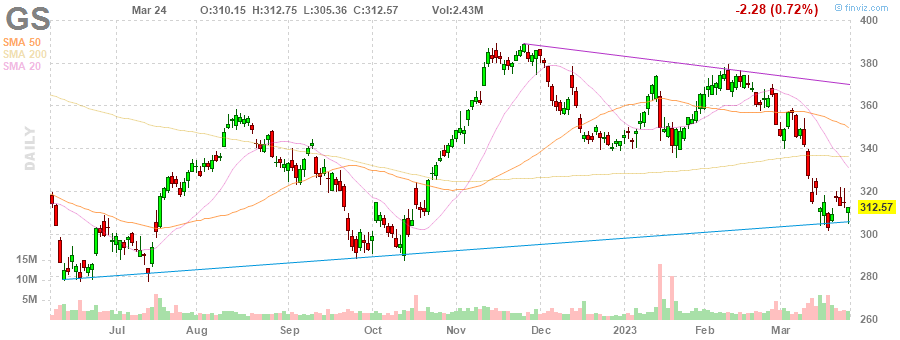 GS Mar 24 O:310.15 H:312.75 L:305.36 C:312.57 Vol:2.43M -2.28 (0.72%) © finviz.com
SMA 50
SMA 200
SMA 20
DAILY
400
380
360
340
320
312.57
300
280
260
15M
10M
5M
Jul Aug Sep Oct Nov Dec 2023 Feb Mar